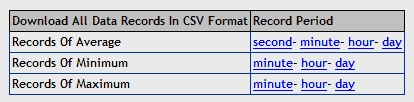 Download All Data Records In CSV Format Record Period
Records Of Average second- minute- hour- day
Records Of Minimum minute- hour- day
Records Of Maximum minute- hour- day